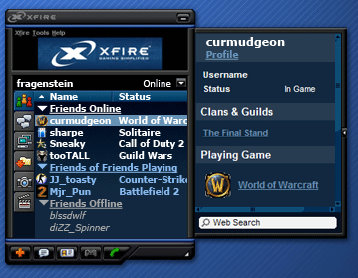 XFIRE
Xfire Tools Help
XFIRE
GAMING SIMPLIFIED
fragenstein Online
Name Status
Friends Online
curmudgeon World of Warc
sharpe Solitaire
Sneaky Call of Duty 2
tooTALL Guild Wars
Friends of Friends Playing
JJ_toasty Counter-Strike
Mjr_Pun Battlefield 2
Friends Offline
blssdwlf
diZZ_Spinner
curmudgeon
Profile
Username
Status In Game
Clans & Guilds
The Final Stand
Playing Game
World of Warcraft
Web Search